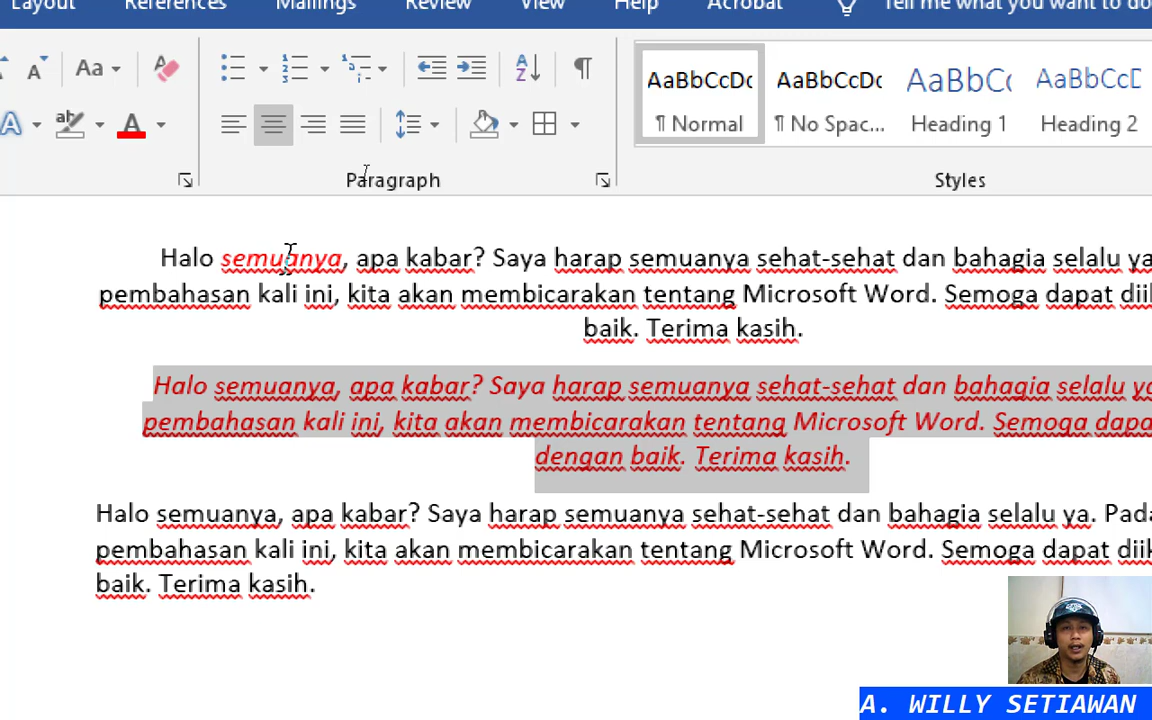 Layout References Mailings Review View Help Acrobat Tell me what you want to do
Aa
AaBbCcDc AaBbCcDc AaBbC AaBbCcD
¶ Normal ¶ No Spac... Heading 1 Heading 2
Paragraph Styles
Halo semuanya, apa kabar? Saya harap semuanya sehat-sehat dan bahagia selalu ya
pembahasan kali ini, kita akan membicarakan tentang Microsoft Word. Semoga dapat diik
baik. Terima kasih.
Halo semuanya, apa kabar? Saya harap semuanya sehat-sehat dan bahagia selalu ya
pembahasan kali ini, kita akan membicarakan tentang Microsoft Word. Semoga dapa
dengan baik. Terima kasih.
Halo semuanya, apa kabar? Saya harap semuanya sehat-sehat dan bahagia selalu ya. Pada
pembahasan kali ini, kita akan membicarakan tentang Microsoft Word. Semoga dapat diik
baik. Terima kasih.
A. WILLY SETIAWAN